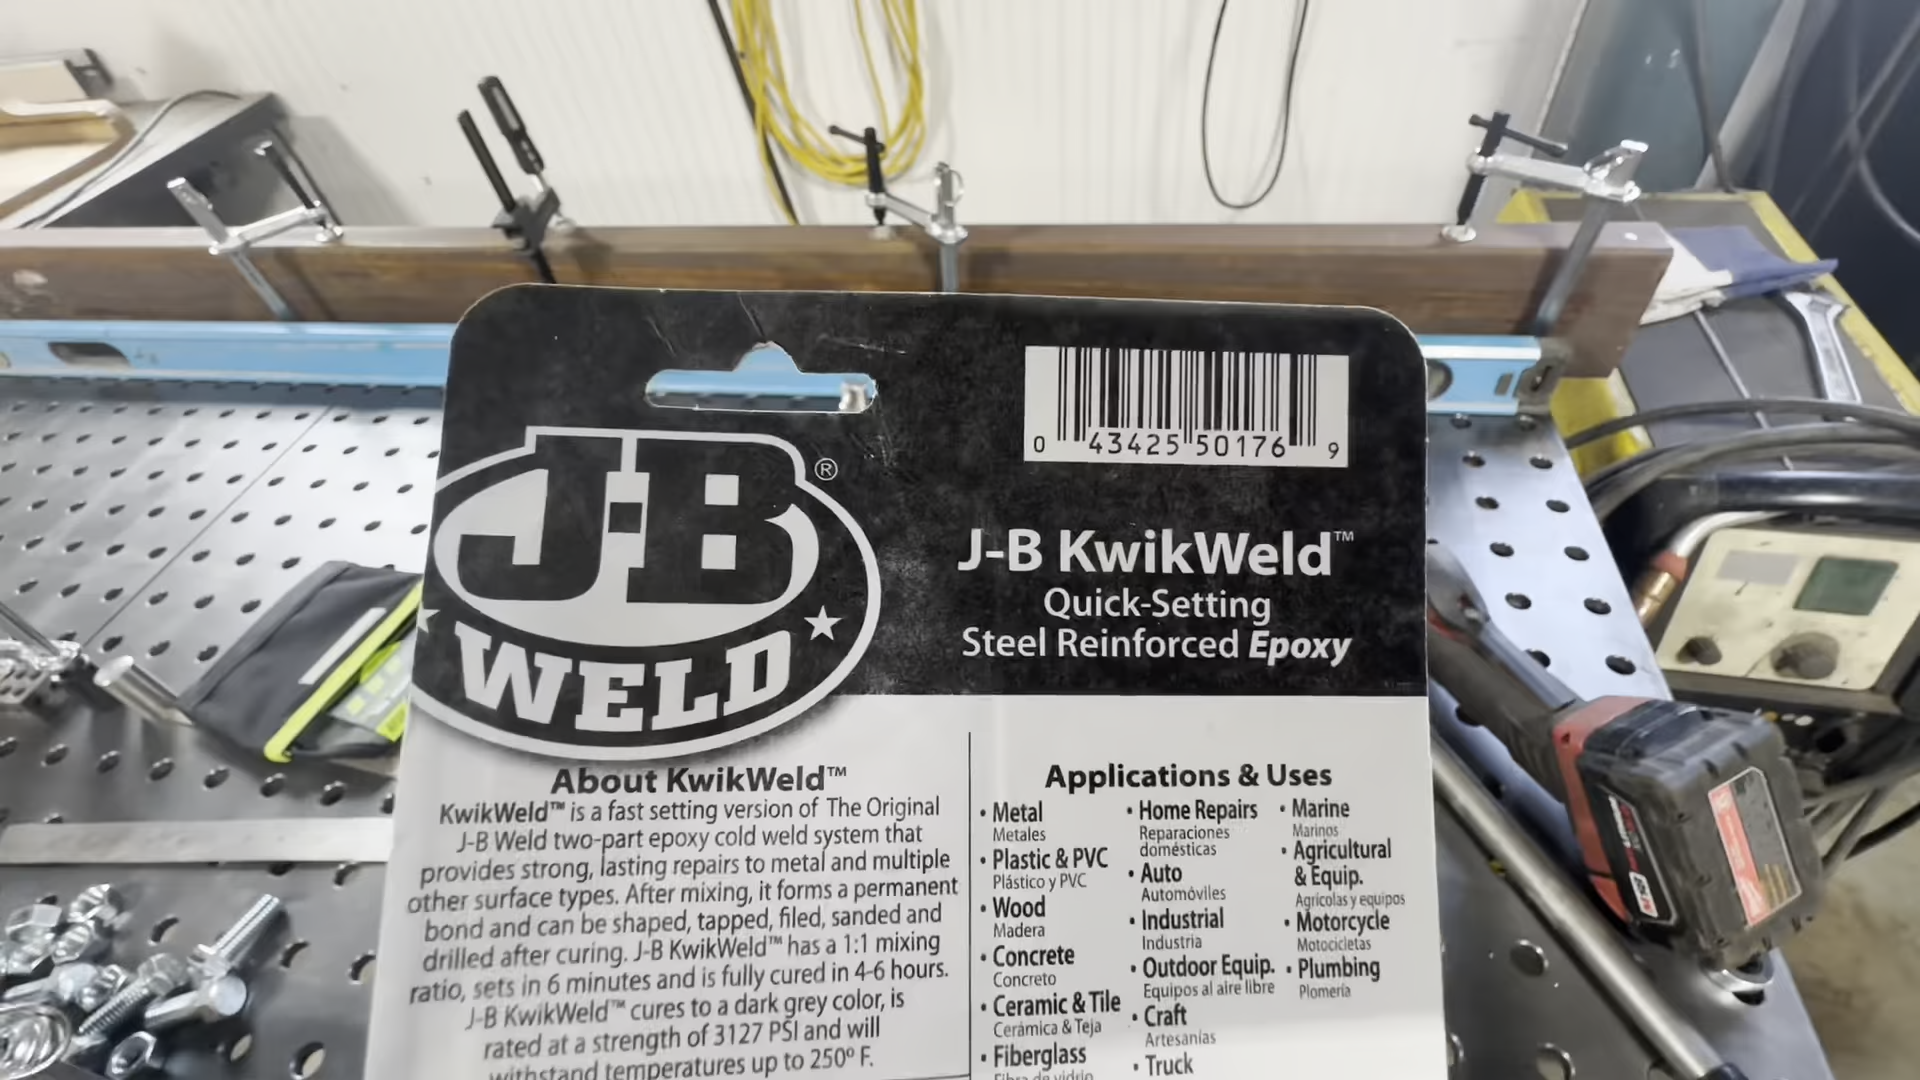 0 43425 50176 9
J-B
®
WELD
J-B KwikWeld™
Quick-Setting
Steel Reinforced Epoxy
About KwikWeld™
KwikWeld™ is a fast setting version of The Original
J-B Weld two-part epoxy cold weld system that
provides strong, lasting repairs to metal and multiple
other surface types. After mixing, it forms a permanent
bond and can be shaped, tapped, filed, sanded and
drilled after curing. J-B KwikWeld™ has a 1:1 mixing
ratio, sets in 6 minutes and is fully cured in 4-6 hours.
J-B KwikWeld™ cures to a dark grey color, is
rated at a strength of 3127 PSI and will
withstand temperatures up to 250º F.
Applications & Uses
• Metal
Metales
• Plastic & PVC
Plástico y PVC
• Wood
Madera
• Concrete
Concreto
• Ceramic & Tile
Cerámica & Teja
• Fiberglass
Fibra de vidrio
• Home Repairs
Reparaciones
domésticas
• Auto
Automóviles
• Industrial
Industria
• Outdoor Equip.
Equipos al aire libre
• Craft
Artesanías
• Truck
• Marine
Marinos
• Agricultural
& Equip.
Agrícolas y equipos
• Motorcycle
Motocicletas
• Plumbing
Plomería